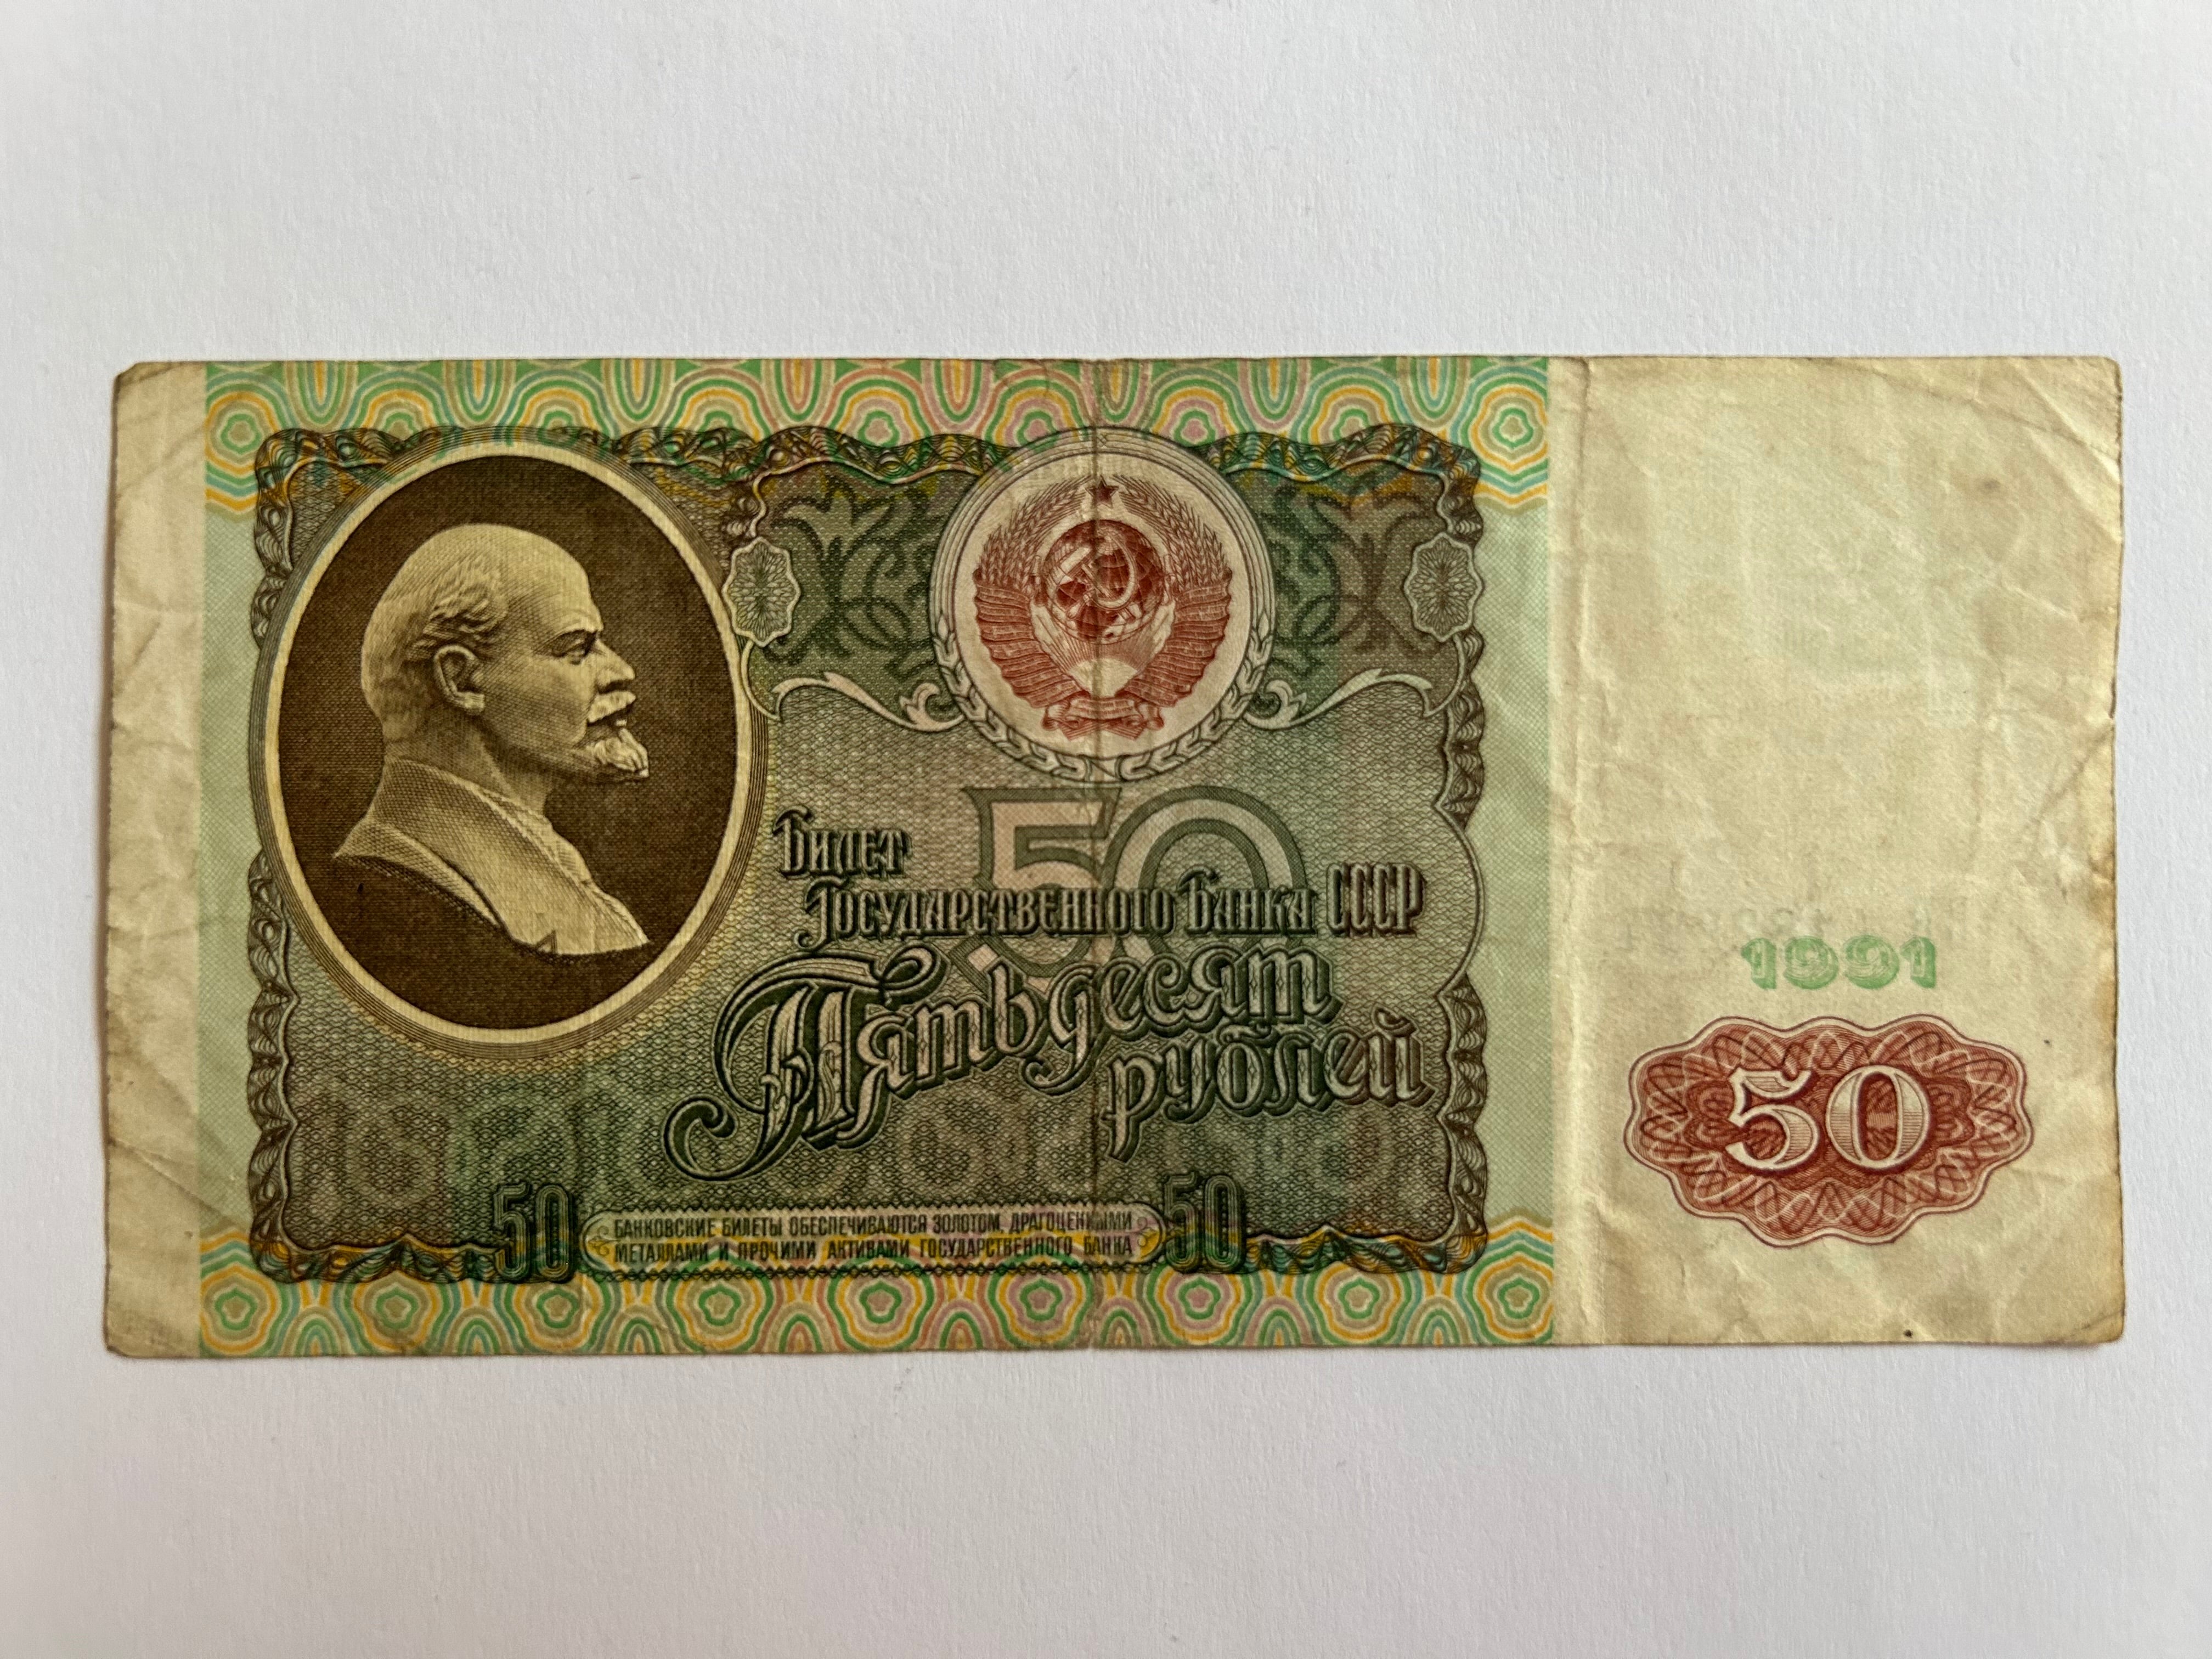 50
Билет
Государственного Банка СССР
Пятьдесят
рублей
1991
50
50
БАНКОВСКИЕ БИЛЕТЫ ОБЕСПЕЧИВАЮТСЯ ЗОЛОТОМ, ДРАГОЦЕННЫМИ
МЕТАЛЛАМИ И ПРОЧИМИ АКТИВАМИ ГОСУДАРСТВЕННОГО БАНКА
50